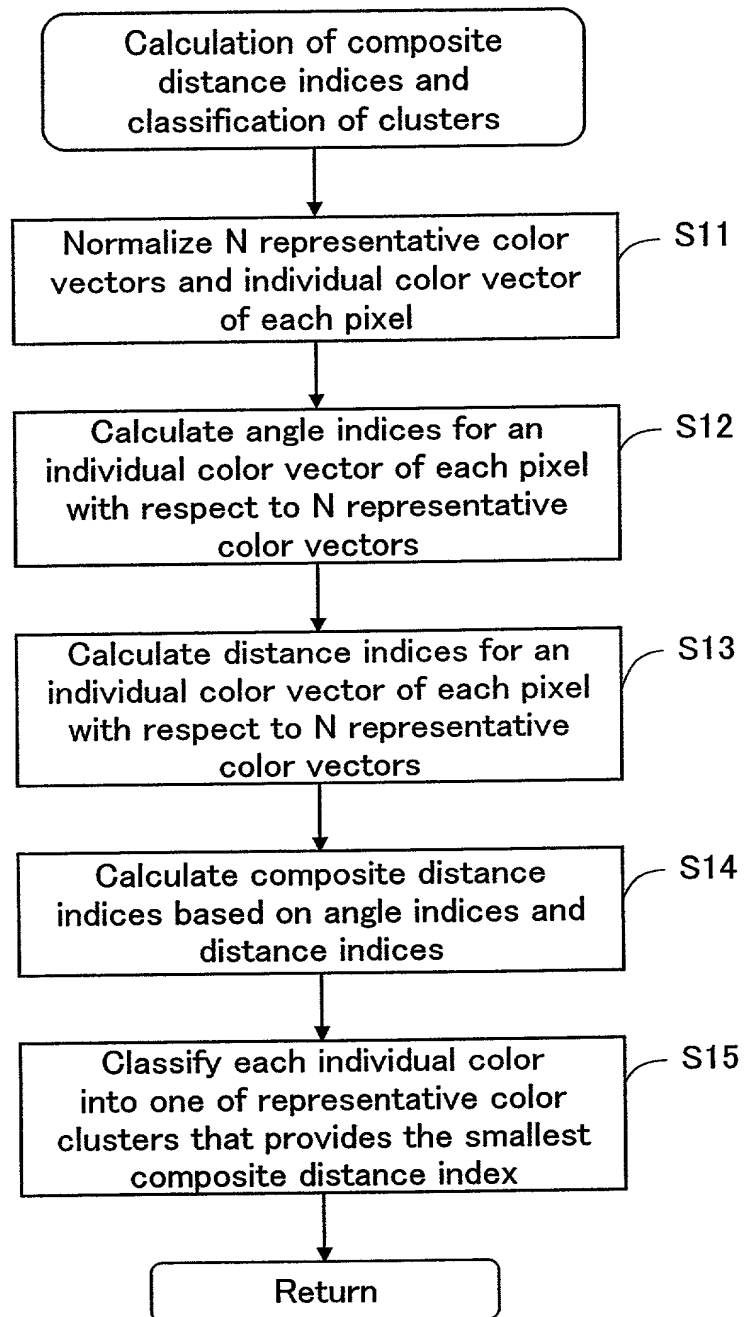 Calculation of composite
distance indices and
classification of clusters
Normalize N representative color
vectors and individual color vector
of each pixel
S11
Calculate angle indices for an
individual color vector of each pixel
with respect to N representative
color vectors
S12
Calculate distance indices for an
individual color vector of each pixel
with respect to N representative
color vectors
S13
Calculate composite distance
indices based on angle indices and
distance indices
S14
Classify each individual color
into one of representative color
clusters that provides the smallest
composite distance index
S15
Return